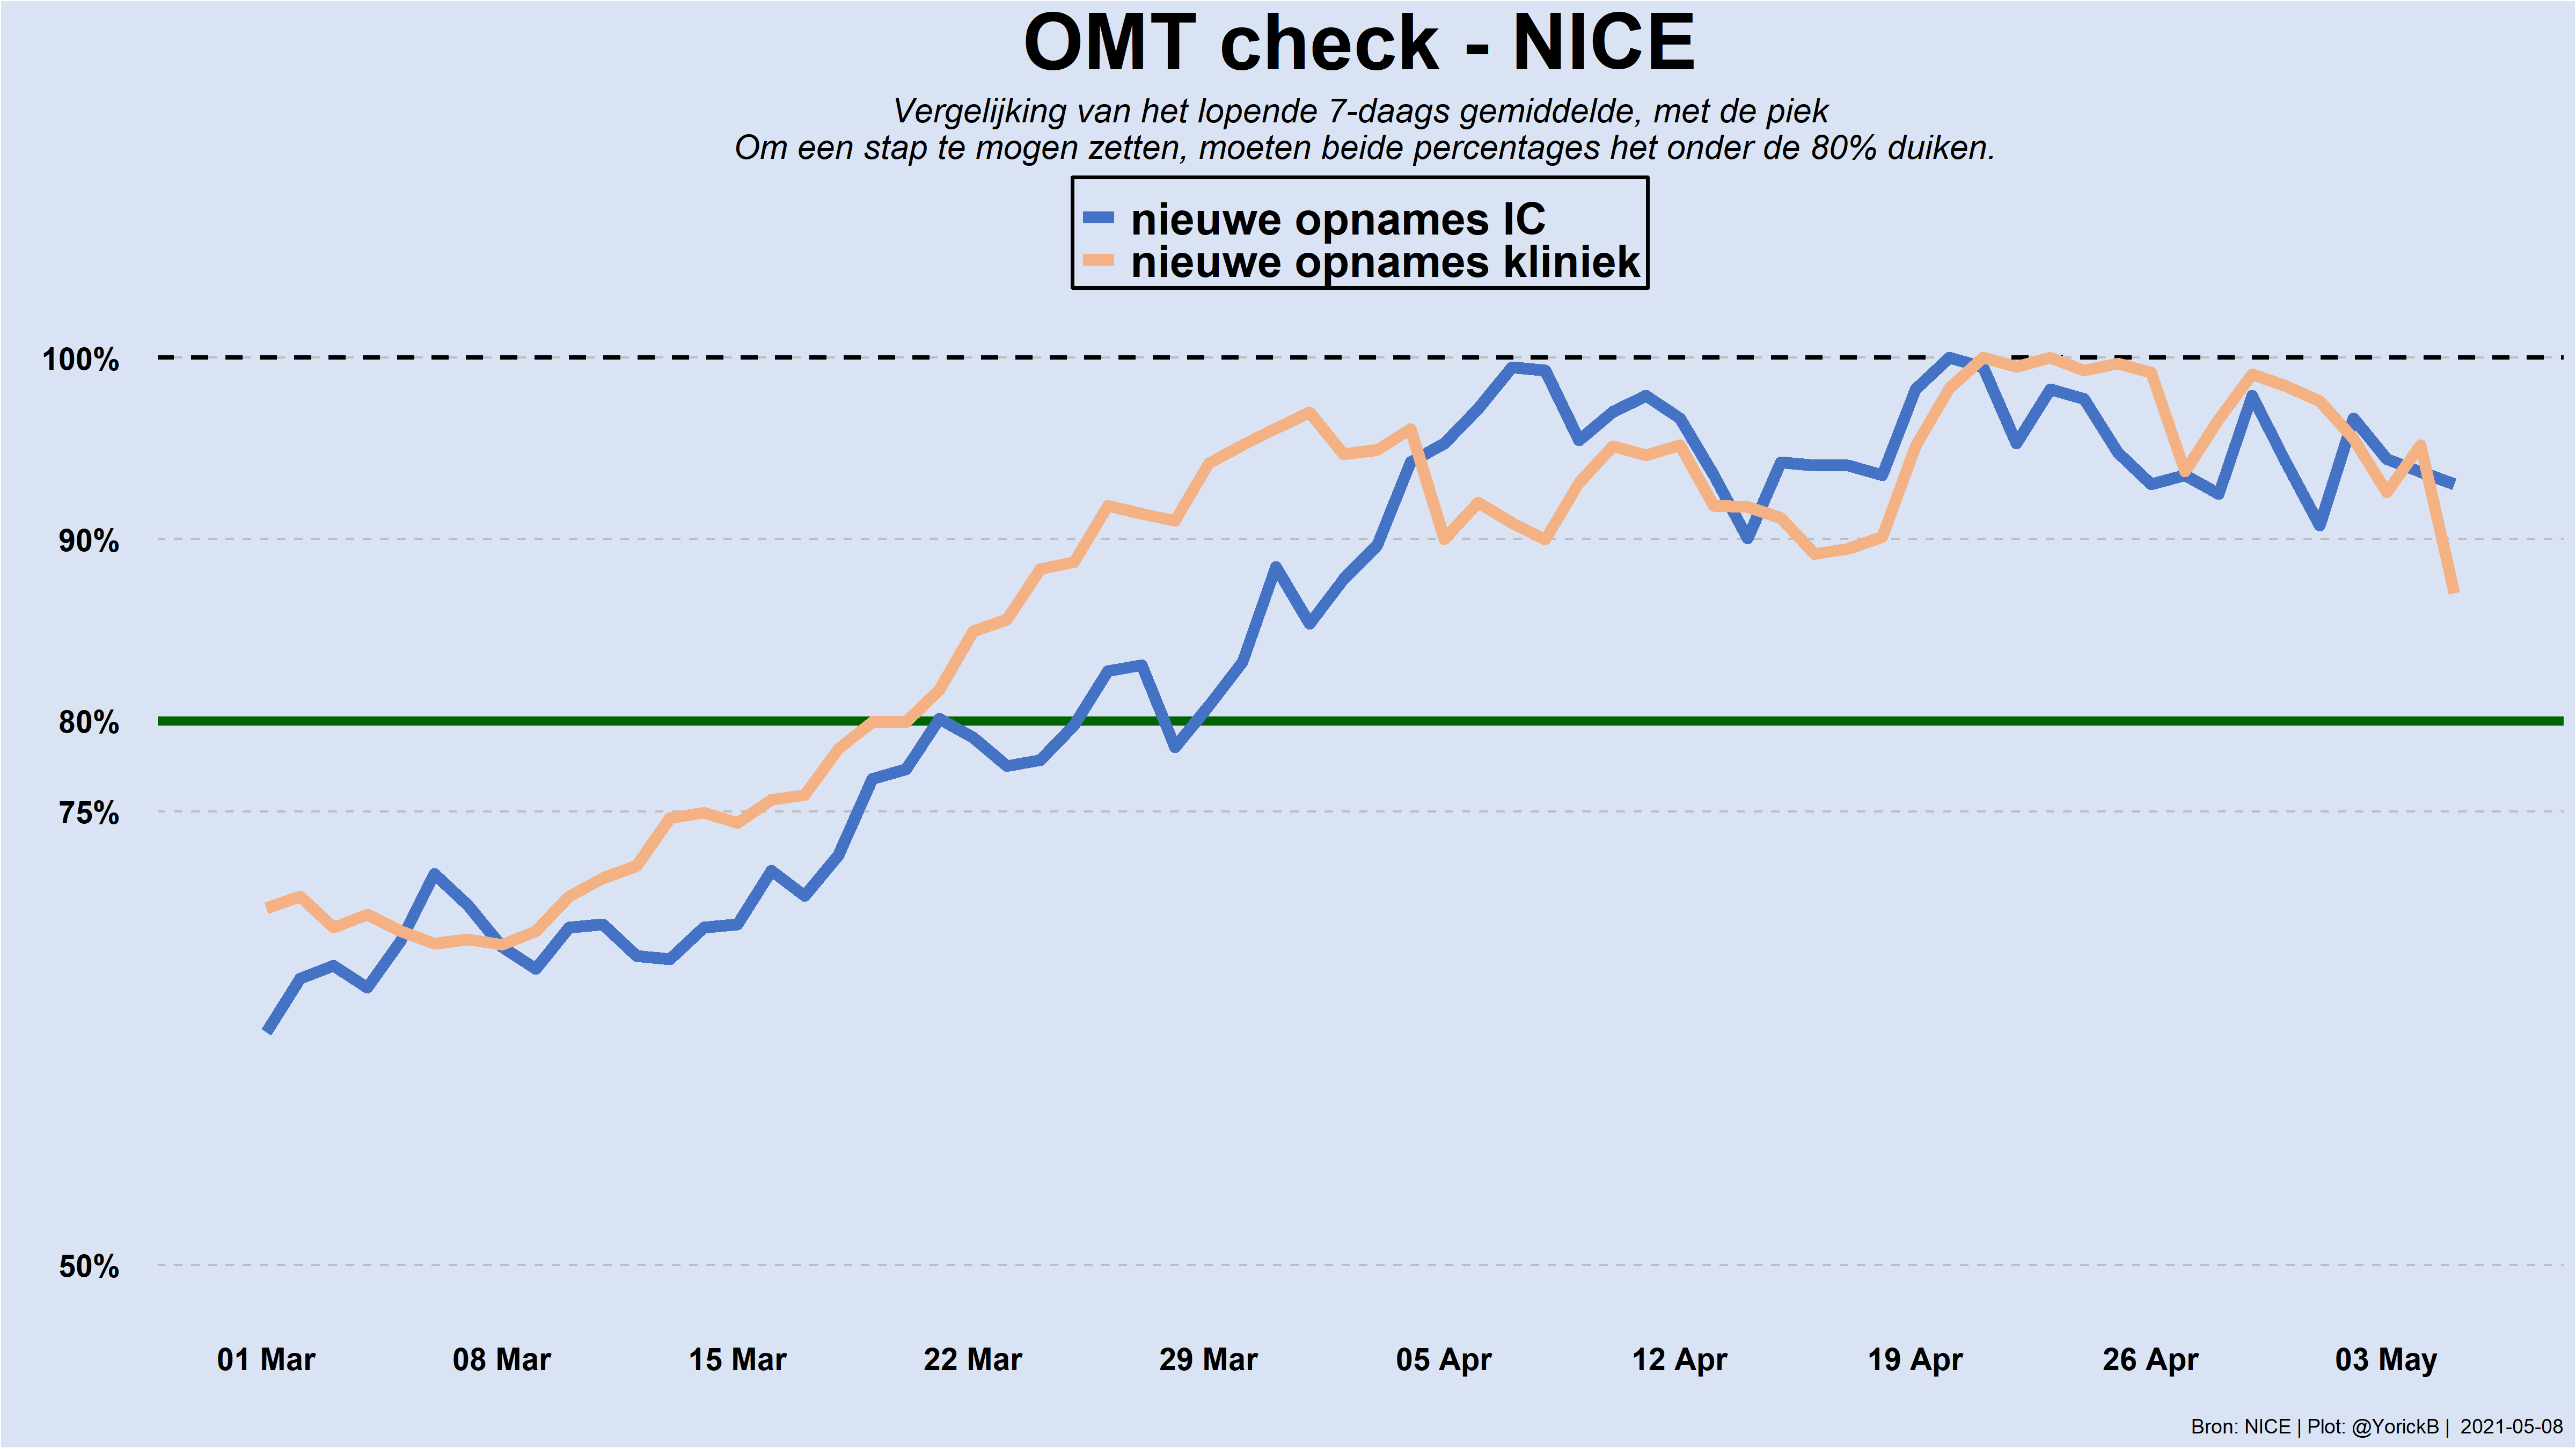 OMT check - NICE
Vergelijking van het lopende 7-daags gemiddelde, met de piek
Om een stap te mogen zetten, moeten beide percentages het onder de 80% duiken.
nieuwe opnames IC
nieuwe opnames kliniek
100%
90%
80%
75%
50%
01 Mar
08 Mar
15 Mar
22 Mar
29 Mar
05 Apr
12 Apr
19 Apr
26 Apr
03 May
Bron: NICE | Plot: @YorickB | 2021-05-08